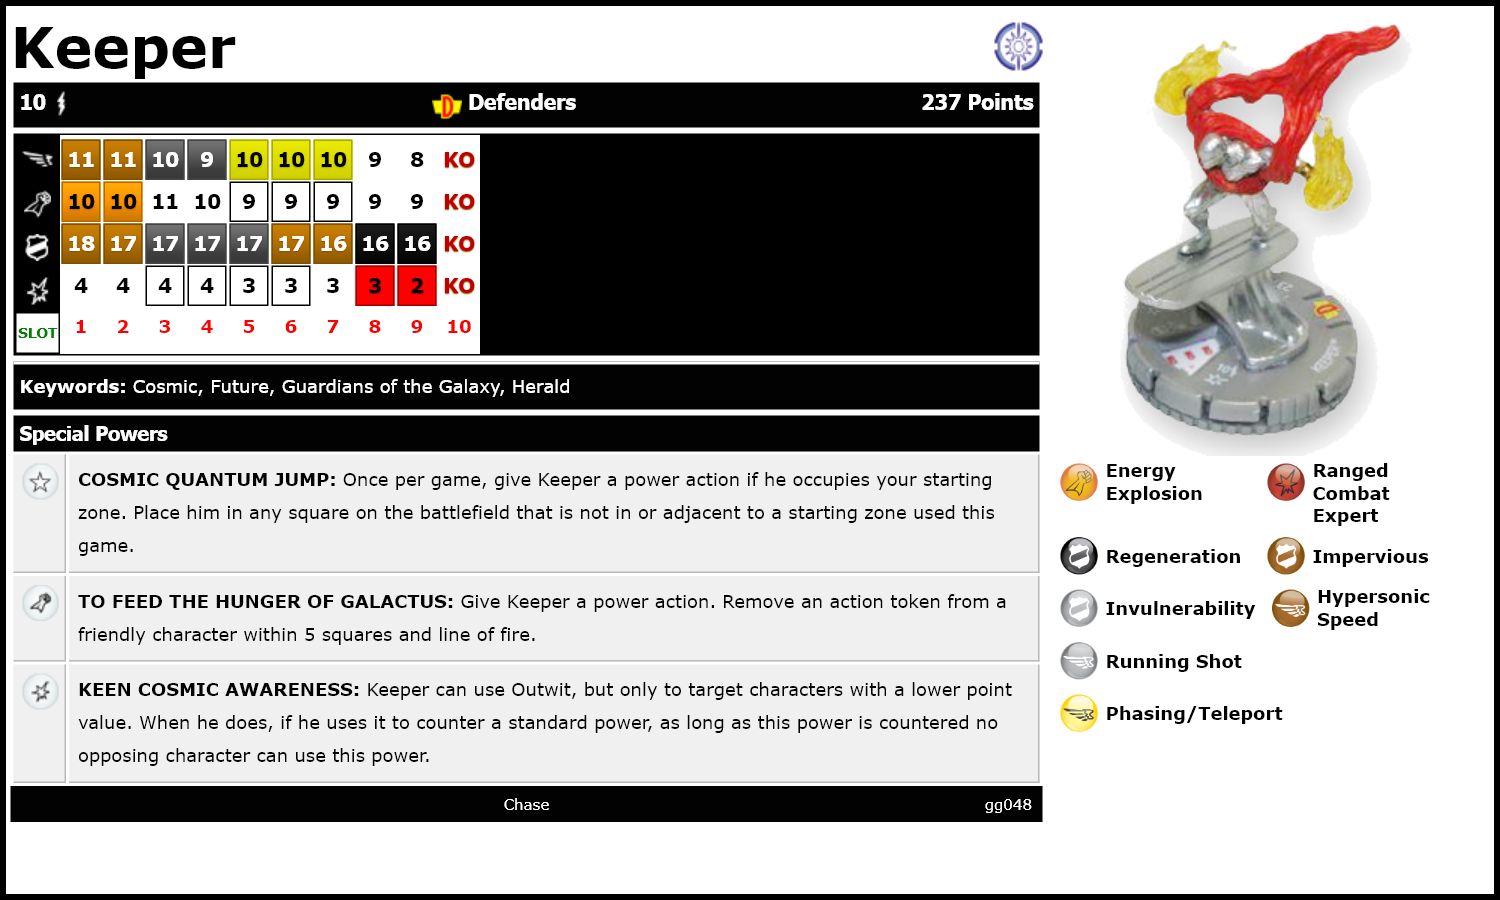 Keeper
10 Defenders 237 Points
11 11 10 9 10 10 10 9 8 KO
10 10 11 10 9 9 9 9 9 KO
18 17 17 17 17 17 16 16 16 KO
4 4 4 4 3 3 3 3 2 KO
SLOT 1 2 3 4 5 6 7 8 9 10
Keywords: Cosmic, Future, Guardians of the Galaxy, Herald
Special Powers
COSMIC QUANTUM JUMP: Once per game, give Keeper a power action if he occupies your starting
zone. Place him in any square on the battlefield that is not in or adjacent to a starting zone used this
game.
TO FEED THE HUNGER OF GALACTUS: Give Keeper a power action. Remove an action token from a
friendly character within 5 squares and line of fire.
KEEN COSMIC AWARENESS: Keeper can use Outwit, but only to target characters with a lower point
value. When he does, if he uses it to counter a standard power, as long as this power is countered no
opposing character can use this power.
Chase gg048
D
23
10
KEEPER
Energy
Explosion
Ranged
Combat
Expert
Regeneration
Impervious
Invulnerability
Hypersonic
Speed
Running Shot
Phasing/Teleport